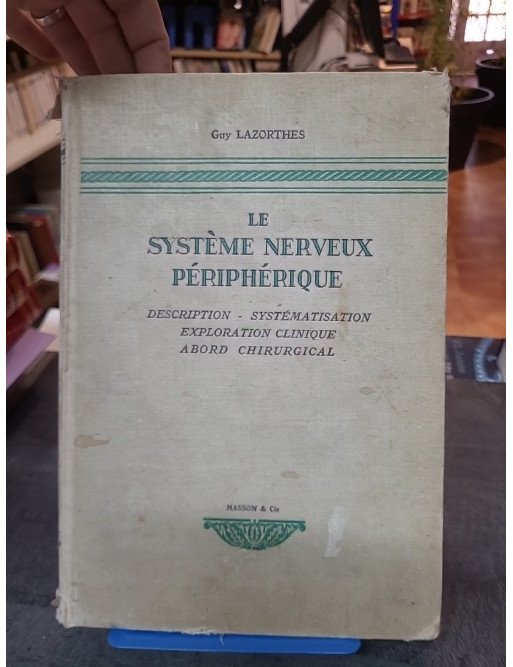 Guy LAZORTHES
LE
SYSTÈME NERVEUX
PÉRIPHÉRIQUE
DESCRIPTION - SYSTÉMATISATION
EXPLORATION CLINIQUE
ABORD CHIRURGICAL
MASSON & Cie